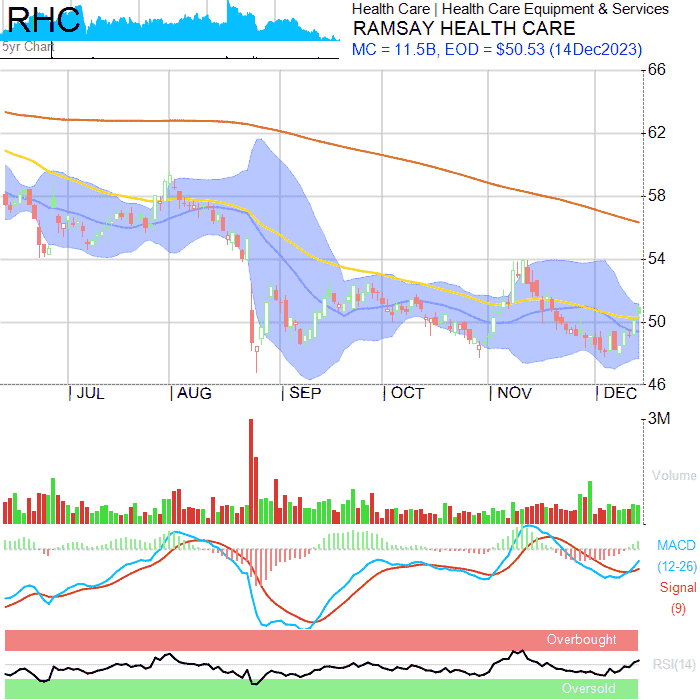 RHC
5yr Chart
Health Care | Health Care Equipment & Services
RAMSAY HEALTH CARE
MC = 11.5B, EOD = $50.53 (14Dec2023)
66
62
58
54
50
46
JUL
AUG
SEP
OCT
NOV
DEC
3M
Volume
MACD
(12-26)
Signal
(9)
Overbought
RSI(14)
Oversold